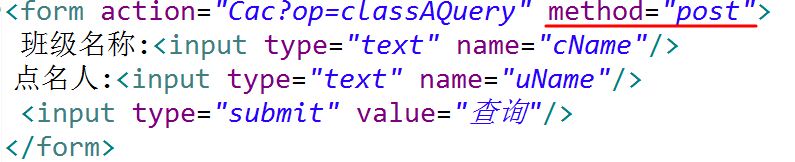 <form action="Cac?op=classAQuery" method="post">
班级名称:<input type="text" name="cName"/>
点名人:<input type="text" name="uName"/>
<input type="submit" value="查询"/>
</form>